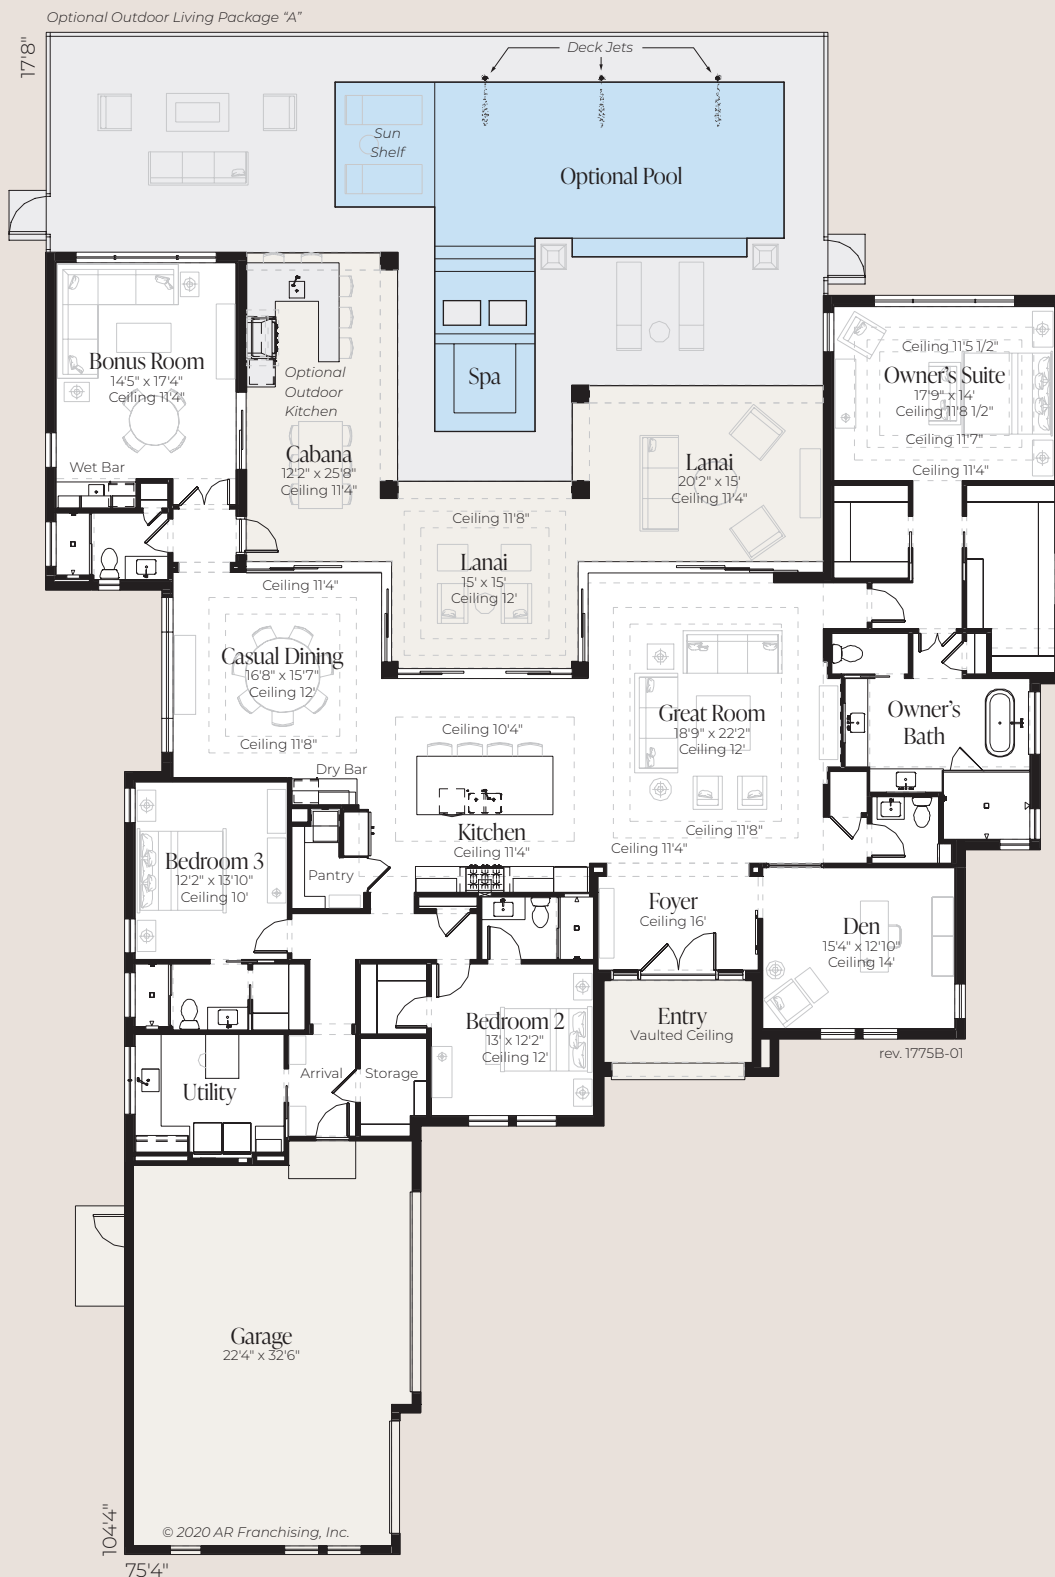 Optional Outdoor Living Package “A”
17'8"
Deck Jets
Sun
Shelf
Optional Pool
Spa
Bonus Room
14'5" x 17'4"
Ceiling 11'4"
Wet Bar
Optional
Outdoor
Kitchen
Cabana
12'2" x 25'8"
Ceiling 11'4"
Lanai
20'2" x 15'
Ceiling 11'4"
Ceiling 11'5 1/2"
Owner's Suite
17'9" x 14'
Ceiling 11'8 1/2"
Ceiling 11'7"
Ceiling 11'4"
Ceiling 11'8"
Lanai
15' x 15'
Ceiling 12'
Ceiling 11'4"
Casual Dining
16'8" x 15'7"
Ceiling 12'
Ceiling 11'8"
Great Room
18'9" x 22'2"
Ceiling 12'
Ceiling 11'8"
Ceiling 11'4"
Owner's
Bath
Ceiling 10'4"
Kitchen
Ceiling 11'4"
Dry Bar
Pantry
Bedroom 3
12'2" x 13'10"
Ceiling 10'
Foyer
Ceiling 16'
Den
15'4" x 12'10"
Ceiling 14'
Entry
Vaulted Ceiling
rev. 1775B-01
Bedroom 2
13' x 12'2"
Ceiling 12'
Arrival
Storage
Utility
Garage
22'4" x 32'6"
© 2020 AR Franchising, Inc.
104'4"
75'4"